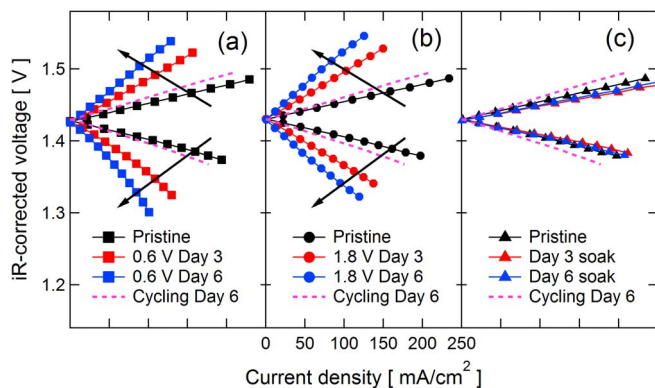 (a)
(b)
(c)
iR-corrected voltage [ V ]
1.5
1.4
1.3
1.2
Pristine
0.6 V Day 3
0.6 V Day 6
Cycling Day 6
Pristine
1.8 V Day 3
1.8 V Day 6
Cycling Day 6
Pristine
Day 3 soak
Day 6 soak
Cycling Day 6
0 50 100 150 200 250
Current density [ mA/cm2 ]